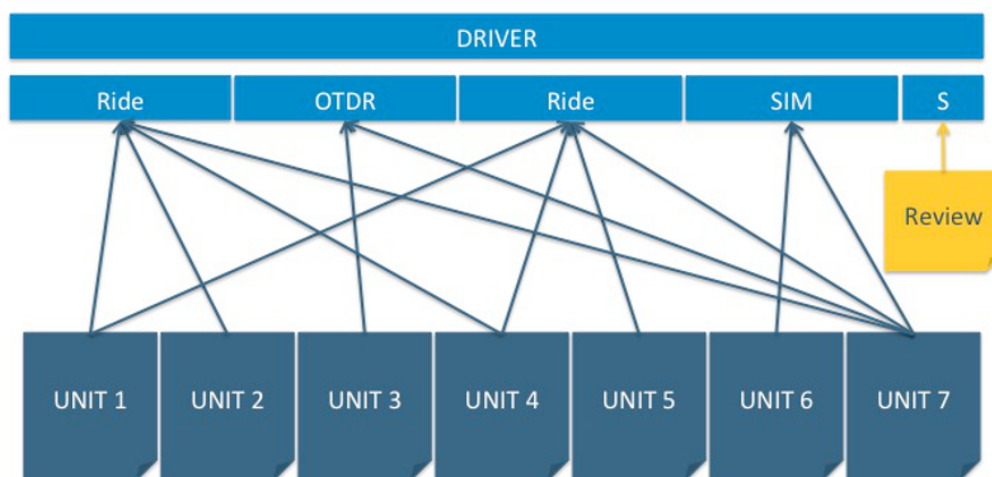 DRIVER
Ride
OTDR
Ride
SIM
S
Review
UNIT 1
UNIT 2
UNIT 3
UNIT 4
UNIT 5
UNIT 6
UNIT 7